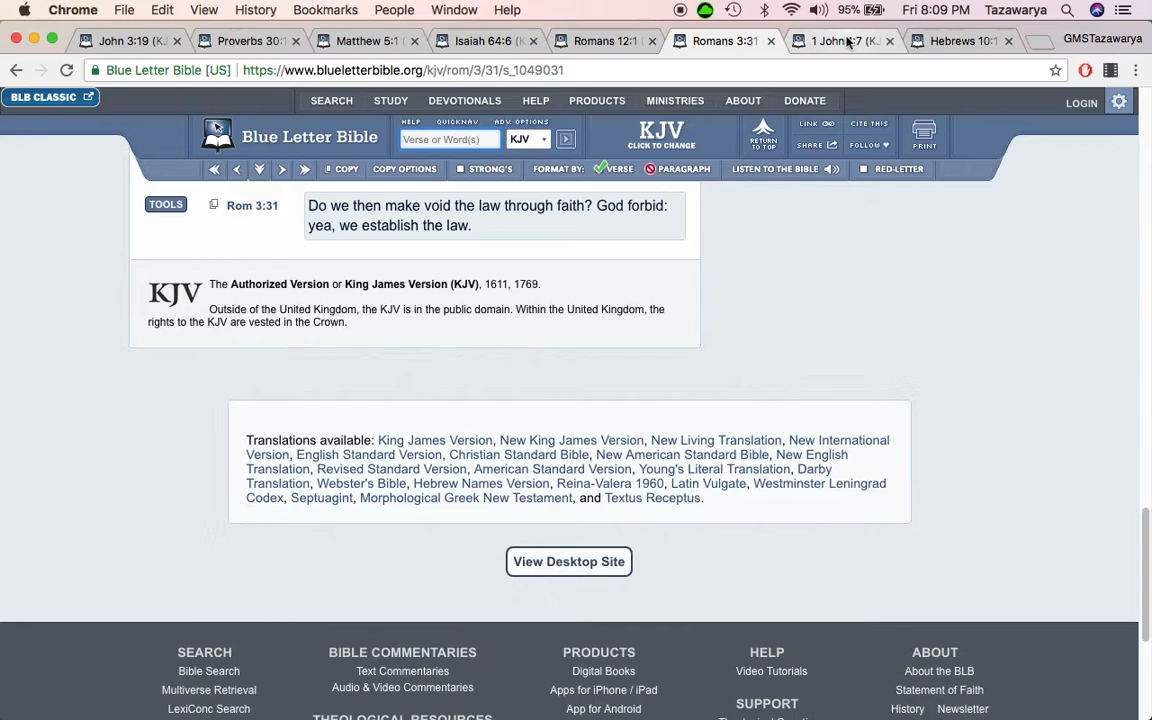 Chrome File Edit View History Bookmarks People Window Help 95% Fri 8:09 PM Tazawarya
John 3:19 (K Proverbs 30: Matthew 5:1 Isaiah 64:6 ( Romans 12:1 Romans 3:31 1 John :7 (K Hebrews 10:1 GMSTazawarya
Blue Letter Bible [US] https://www.blueletterbible.org/kjv/rom/3/31/s_1049031
BLB CLASSIC SEARCH STUDY DEVOTIONALS HELP PRODUCTS MINISTRIES ABOUT DONATE LOGIN
HELP QUICKNAV ADV. OPTIONS
Blue Letter Bible Verse or Word(s) KJV KJV CLICK TO CHANGE RETURN TO TOP LINK CITE THIS SHARE FOLLOW PRINT
COPY COPY OPTIONS STRONG'S FORMAT BY: VERSE PARAGRAPH LISTEN TO THE BIBLE RED-LETTER
TOOLS Rom 3:31 Do we then make void the law through faith? God forbid:
yea, we establish the law.
KJV The Authorized Version or King James Version (KJV), 1611, 1769.
Outside of the United Kingdom, the KJV is in the public domain. Within the United Kingdom, the
rights to the KJV are vested in the Crown.
Translations available: King James Version, New King James Version, New Living Translation, New International
Version, English Standard Version, Christian Standard Bible, New American Standard Bible, New English
Translation, Revised Standard Version, American Standard Version, Young's Literal Translation, Darby
Translation, Webster's Bible, Hebrew Names Version, Reina-Valera 1960, Latin Vulgate, Westminster Leningrad
Codex, Septuagint, Morphological Greek New Testament, and Textus Receptus.
View Desktop Site
SEARCH BIBLE COMMENTARIES PRODUCTS HELP ABOUT
Bible Search Text Commentaries Digital Books Video Tutorials About the BLB
Multiverse Retrieval Audio & Video Commentaries Apps for iPhone / iPad SUPPORT Statement of Faith
LexiConc Search THEOLOGICAL RESOURCES Apps for Android History Newsletter